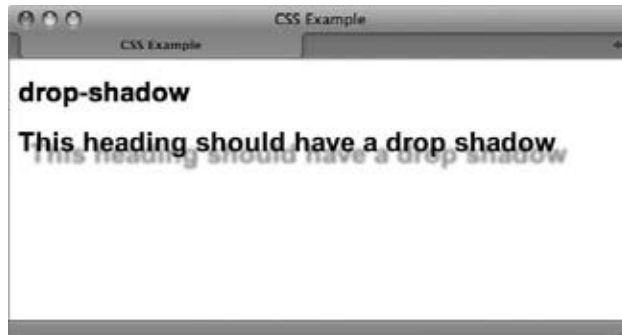 CSS Example
CSS Example
+
drop-shadow
This heading should have a drop shadow